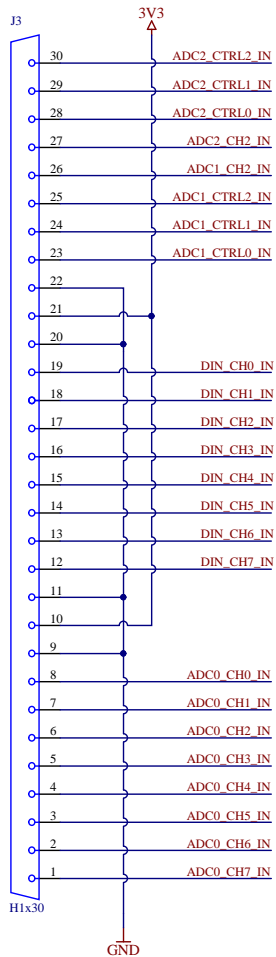 J3
3V3
30 ADC2_CTRL2_IN
29 ADC2_CTRL1_IN
28 ADC2_CTRL0_IN
27 ADC2_CH2_IN
26 ADC1_CH2_IN
25 ADC1_CTRL2_IN
24 ADC1_CTRL1_IN
23 ADC1_CTRL0_IN
22
21
20
19 DIN_CH0_IN
18 DIN_CH1_IN
17 DIN_CH2_IN
16 DIN_CH3_IN
15 DIN_CH4_IN
14 DIN_CH5_IN
13 DIN_CH6_IN
12 DIN_CH7_IN
11
10
9
8 ADC0_CH0_IN
7 ADC0_CH1_IN
6 ADC0_CH2_IN
5 ADC0_CH3_IN
4 ADC0_CH4_IN
3 ADC0_CH5_IN
2 ADC0_CH6_IN
1 ADC0_CH7_IN
H1x30
GND